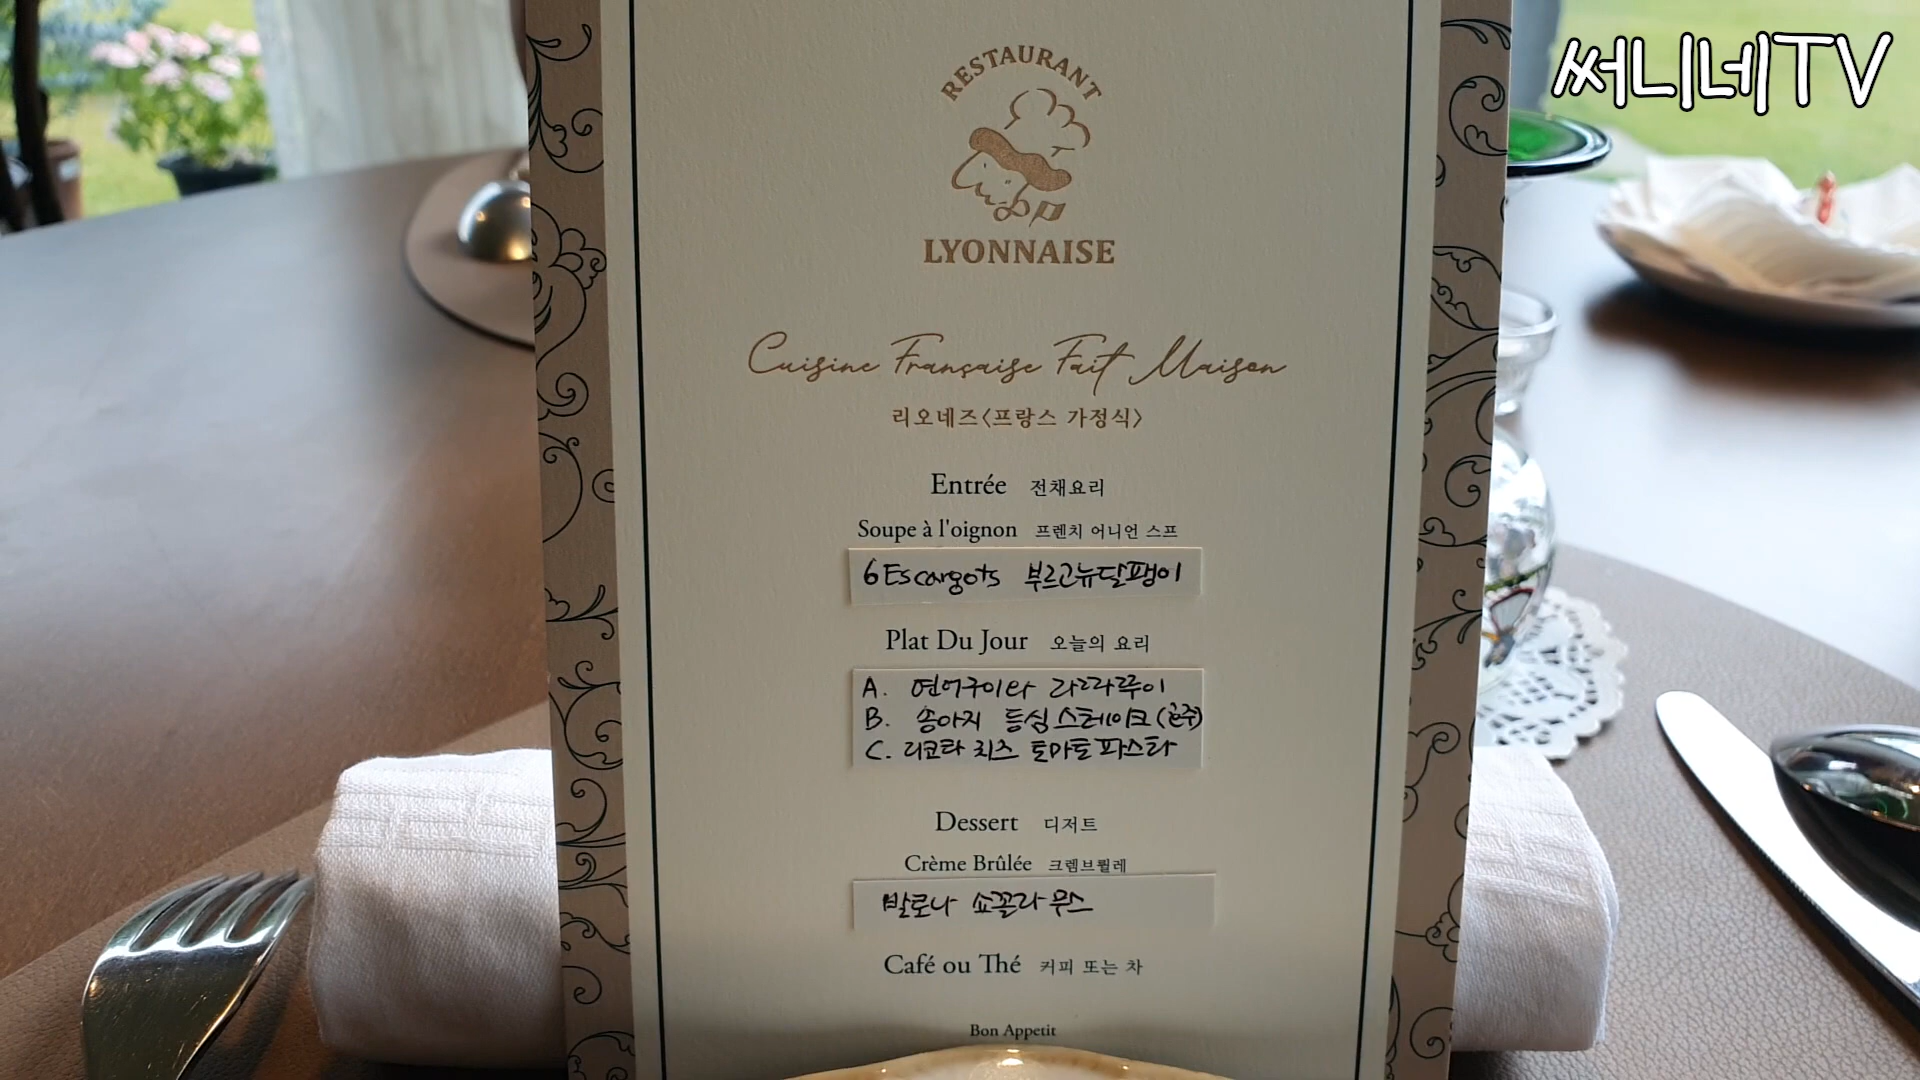 써니네TV
RESTAURANT
LYONNAISE
Cuisine Française Fait Maison
리오네즈<프랑스 가정식>
Entrée 전채요리
Soupe à l'oignon 프렌치 어니언 스프
6 Escargots 부르고뉴달팽이
Plat Du Jour 오늘의 요리
A. 연어구이와 라따뚜이
B. 송아지 등심스테이크
C. 리코타 치즈 토마토파스타
Dessert 디저트
Crème Brûlée 크렘브륄레
발로나 쇼꼴라 무스
Café ou Thé 커피 또는 차
Bon Appetit